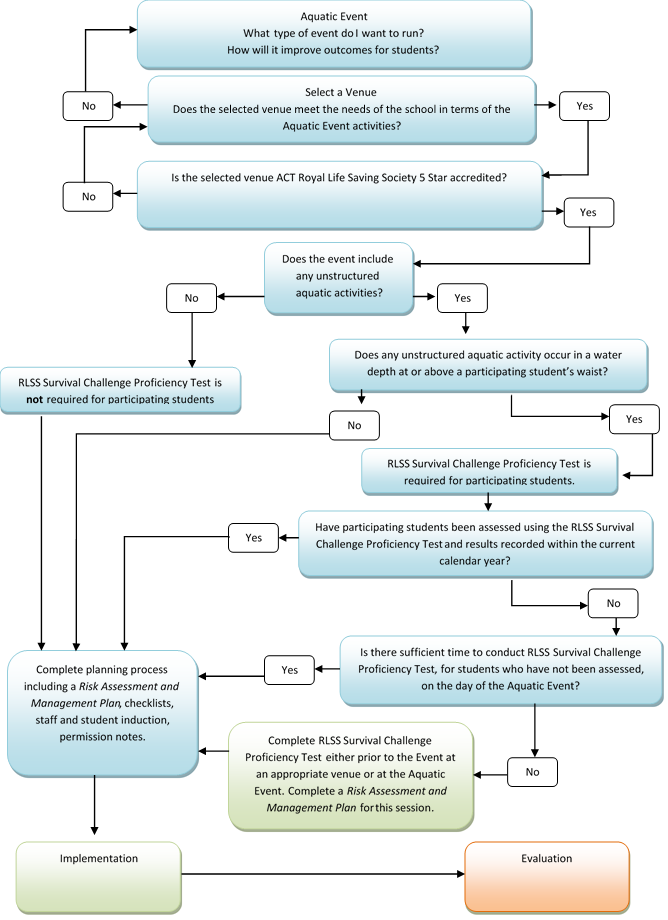 Aquatic Event
What type of event do I want to run?
How will it improve outcomes for students?
Select a Venue
Does the selected venue meet the needs of the school in terms of the
Aquatic Event activities?
No
Yes
Is the selected venue ACT Royal Life Saving Society 5 Star accredited?
No
Yes
Does the event include
any unstructured
aquatic activities?
No
Yes
Does any unstructured aquatic activity occur in a water
depth at or above a participating student's waist?
RLSS Survival Challenge Proficiency Test is
not required for participating students
No
Yes
RLSS Survival Challenge Proficiency Test is
required for participating students.
Have participating students been assessed using the RLSS Survival
Challenge Proficiency Test and results recorded within the current
calendar year?
Yes
No
Is there sufficient time to conduct RLSS Survival Challenge
Proficiency Test, for students who have not been assessed,
on the day of the Aquatic Event?
Yes
Complete planning process
including a Risk Assessment and
Management Plan, checklists,
staff and student induction,
permission notes.
No
Complete RLSS Survival Challenge
Proficiency Test either prior to the Event at
an appropriate venue or at the Aquatic
Event. Complete a Risk Assessment and
Management Plan for this session.
Implementation
Evaluation